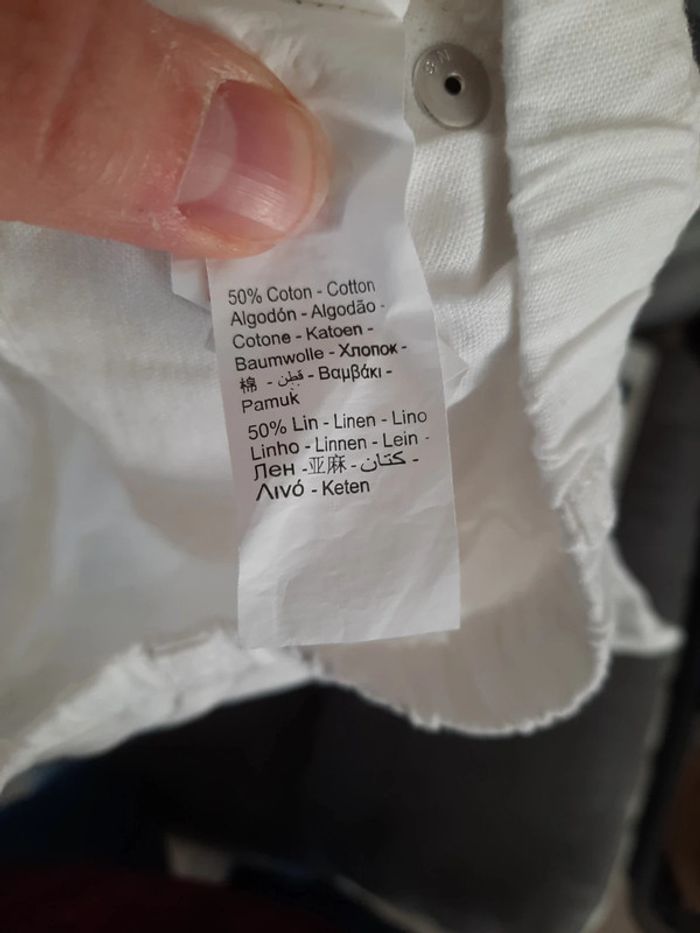 50% Coton - Cotton
Algodón - Algodão -
Cotone - Katoen -
Baumwolle - Хлопок -
棉 - قطن - Βαμβάκι -
Pamuk
50% Lin - Linen - Lino
Linho - Linnen - Lein -
Лен -亚麻 - كتان -
Λινό - Keten